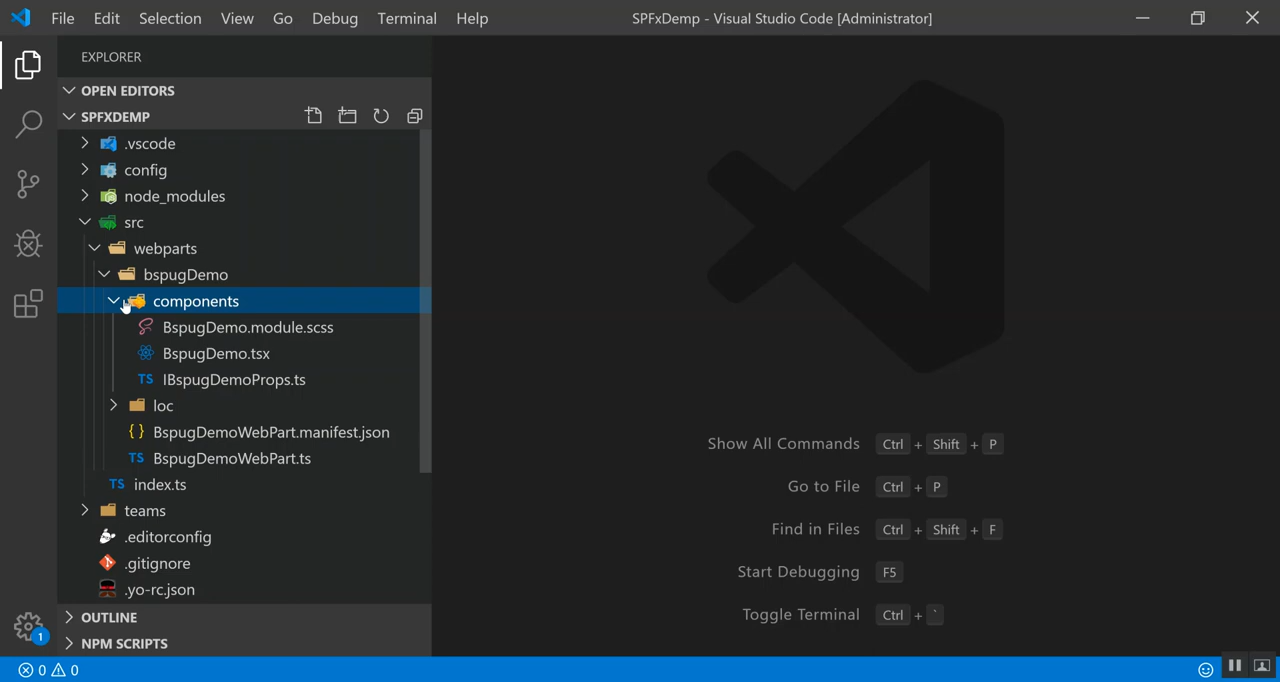 File Edit Selection View Go Debug Terminal Help
SPFxDemp - Visual Studio Code [Administrator]
EXPLORER
OPEN EDITORS
SPFXDEMP
.vscode
config
node_modules
src
webparts
bspugDemo
components
BspugDemo.module.scss
BspugDemo.tsx
TS IBspugDemoProps.ts
loc
{ } BspugDemoWebPart.manifest.json
TS BspugDemoWebPart.ts
TS index.ts
teams
.editorconfig
.gitignore
.yo-rc.json
OUTLINE
NPM SCRIPTS
Show All Commands Ctrl + Shift + P
Go to File Ctrl + P
Find in Files Ctrl + Shift + F
Start Debugging F5
Toggle Terminal Ctrl + `
1
0 0